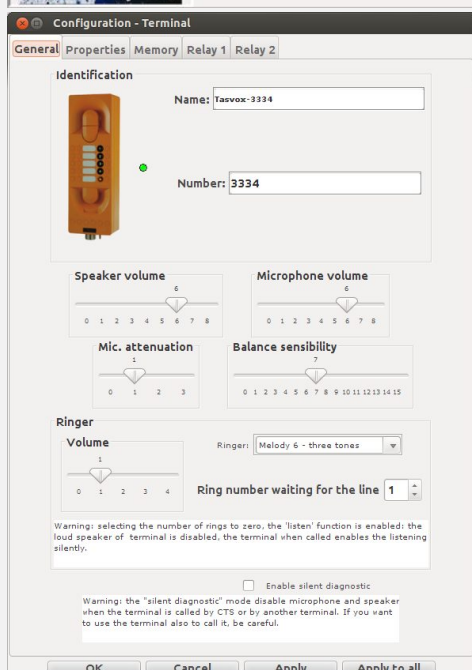 Configuration - Terminal
General Properties Memory Relay 1 Relay 2
Identification
Name: Tasvox-3334
Number: 3334
Speaker volume
6
0 1 2 3 4 5 6 7 8
Microphone volume
6
0 1 2 3 4 5 6 7 8
Mic. attenuation
1
0 1 2 3
Balance sensibility
7
0 1 2 3 4 5 6 7 8 9 10 11 12 13 14 15
Ringer
Volume
1
0 1 2 3 4
Ringer: Melody 6 - three tones
Ring number waiting for the line 1
Warning: selecting the number of rings to zero, the 'listen' function is enabled: the
loud speaker of terminal is disabled, the terminal when called enables the listening
silently.
Enable silent diagnostic
Warning: the "silent diagnostic" mode disable microphone and speaker
when the terminal is called by CTS or by another terminal. If you want
to use the terminal also to call it, be careful.
OK Cancel Apply Apply to all